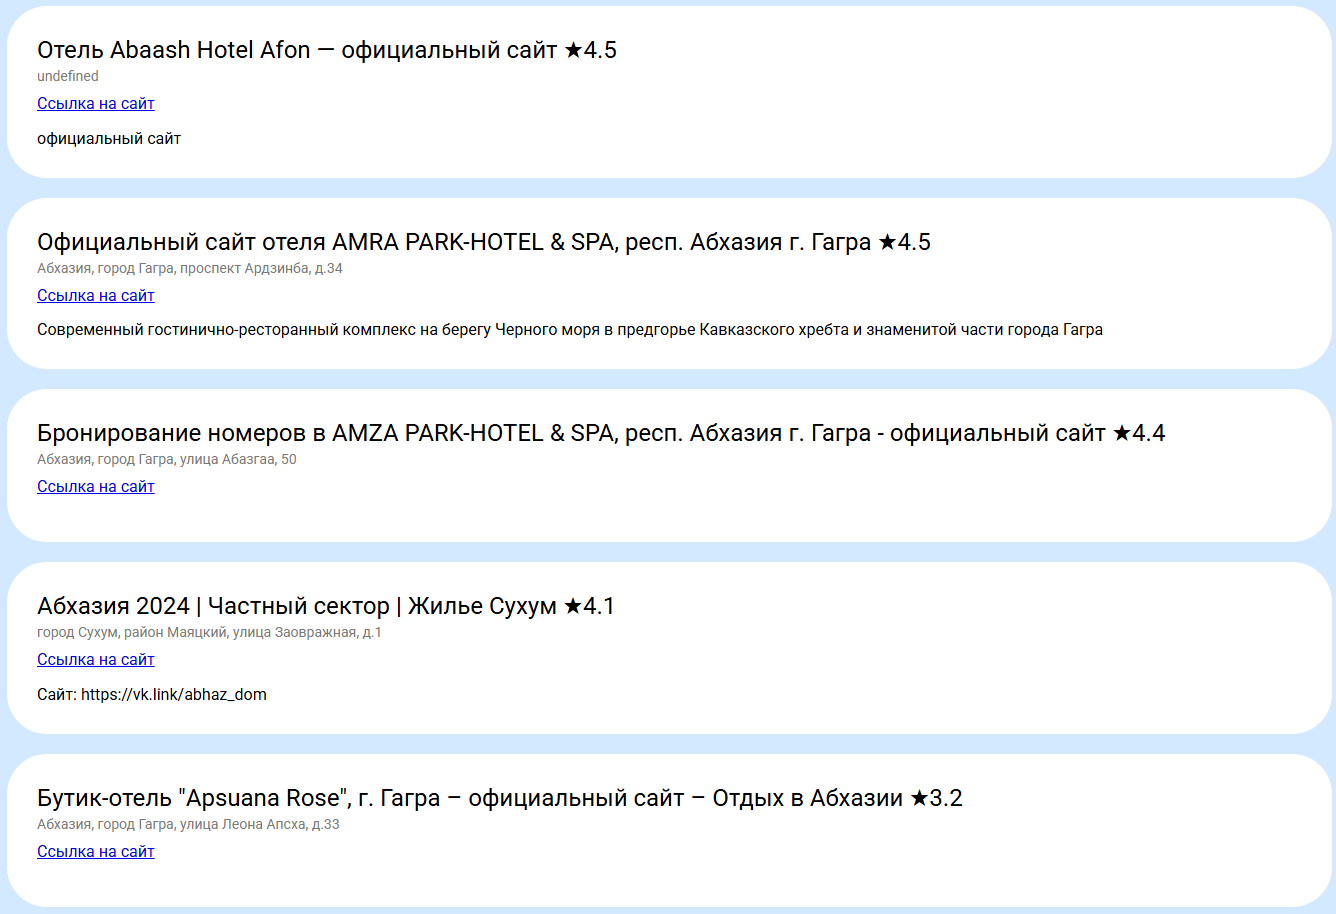 Отель Abaash Hotel Afon — официальный сайт ★4.5
undefined
Ссылка на сайт
официальный сайт
Официальный сайт отеля AMRA PARK-HOTEL & SPA, респ. Абхазия г. Гагра ★4.5
Абхазия, город Гагра, проспект Ардзинба, д.34
Ссылка на сайт
Современный гостинично-ресторанный комплекс на берегу Черного моря в предгорье Кавказского хребта и знаменитой части города Гагра
Бронирование номеров в AMZA PARK-HOTEL & SPA, респ. Абхазия г. Гагра - официальный сайт ★4.4
Абхазия, город Гагра, улица Абазгаа, 50
Ссылка на сайт
Абхазия 2024 | Частный сектор | Жилье Сухум ★4.1
город Сухум, район Маяцкий, улица Заовражная, д.1
Ссылка на сайт
Сайт: https://vk.link/abhaz_dom
Бутик-отель "Apsuana Rose", г. Гагра – официальный сайт – Отдых в Абхазии ★3.2
Абхазия, город Гагра, улица Леона Апсха, д.33
Ссылка на сайт